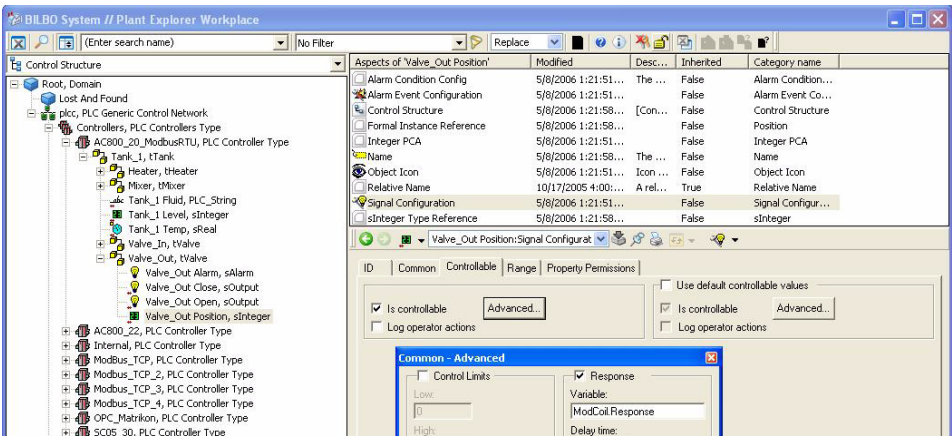 BILBO System // Plant Explorer Workplace
(Enter search name) No Filter Replace
Control Structure
Root, Domain
Lost And Found
plcc, PLC Generic Control Network
Controllers, PLC Controllers Type
AC800_20_ModbusRTU, PLC Controller Type
Tank_1, tTank
Heater, tHeater
Mixer, tMixer
Tank_1 Fluid, PLC_String
Tank_1 Level, sInteger
Tank_1 Temp, sReal
Valve_In, tValve
Valve_Out, tValve
Valve_Out Alarm, sAlarm
Valve_Out Close, sOutput
Valve_Out Open, sOutput
Valve_Out Position, sInteger
AC800_22, PLC Controller Type
Internal, PLC Controller Type
ModBus_TCP, PLC Controller Type
ModBus_TCP_2, PLC Controller Type
ModBus_TCP_3, PLC Controller Type
ModBus_TCP_4, PLC Controller Type
OPC_Matrikon, PLC Controller Type
SC05_30, PLC Controller Type
Aspects of 'Valve_Out Position' Modified Desc... Inherited Category name
Alarm Condition Config 5/8/2006 1:21:51... The ... False Alarm Condition...
Alarm Event Configuration 5/8/2006 1:21:51... False Alarm Event Co...
Control Structure 5/8/2006 1:21:58... [Con... False Control Structure
Formal Instance Reference 5/8/2006 1:21:58... False Position
Integer PCA 5/8/2006 1:21:51... False Integer PCA
Name 5/8/2006 1:21:58... The ... False Name
Object Icon 5/8/2006 1:21:51... Icon ... False Object Icon
Relative Name 10/17/2005 4:00:... A rel... True Relative Name
Signal Configuration 5/8/2006 1:21:51... False Signal Configur...
sInteger Type Reference 5/8/2006 1:21:58... False sInteger
Valve_Out Position:Signal Configurat
ID Common Controllable Range Property Permissions
Use default controllable values
Is controllable Advanced... Is controllable Advanced...
Log operator actions Log operator actions
Common - Advanced
Control Limits Response
Low: Variable:
0 ModCoil.Response
High: Delay time: